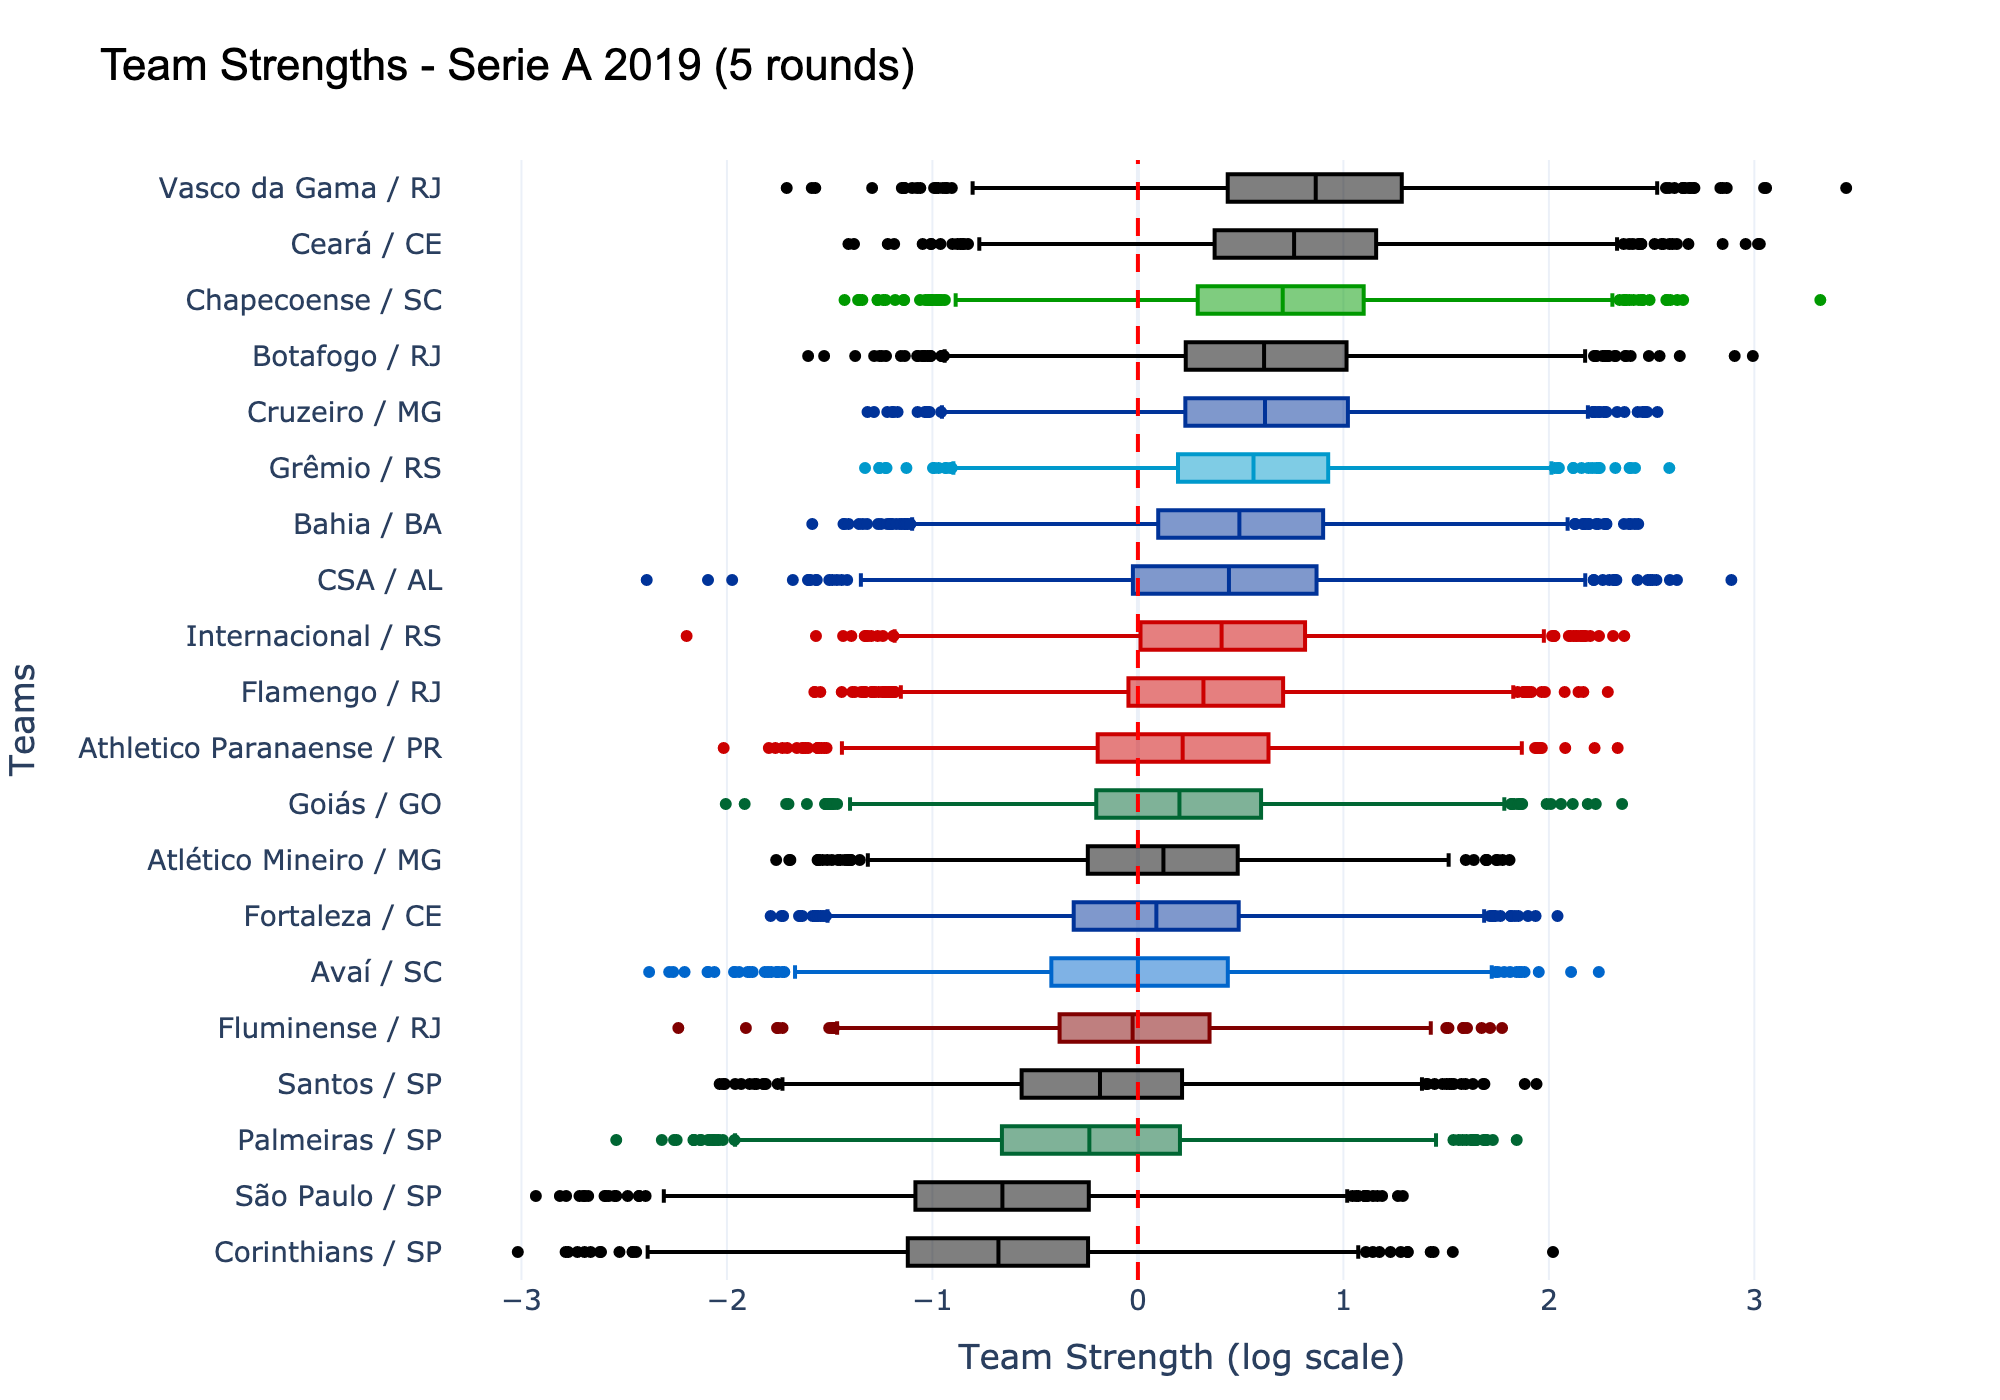 Team Strengths - Serie A 2019 (5 rounds)
Teams
Vasco da Gama / RJ
Ceará / CE
Chapecoense / SC
Botafogo / RJ
Cruzeiro / MG
Grêmio / RS
Bahia / BA
CSA / AL
Internacional / RS
Flamengo / RJ
Athletico Paranaense / PR
Goiás / GO
Atlético Mineiro / MG
Fortaleza / CE
Avaí / SC
Fluminense / RJ
Santos / SP
Palmeiras / SP
São Paulo / SP
Corinthians / SP
−3 −2 −1 0 1 2 3
Team Strength (log scale)